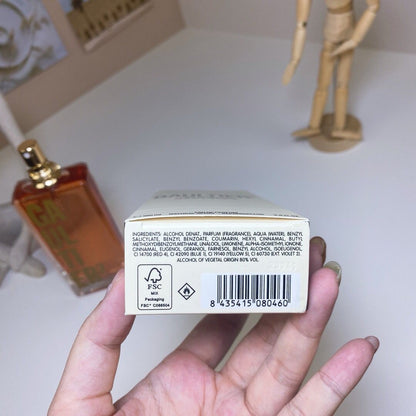 GA
GAULTIER
INGREDIENTS: ALCOHOL DENAT., PARFUM (FRAGRANCE), AQUA (WATER), BENZYL
SALICYLATE, BENZYL BENZOATE, COUMARIN, HEXYL CINNAMAL, BUTYL
METHOXYDIBENZOYLMETHANE, LINALOOL, LIMONENE, ALPHA-ISOMETHYL IONONE,
CINNAMAL, EUGENOL, GERANIOL, FARNESOL, BENZYL ALCOHOL, ISOEUGENOL,
CI 14700 (RED 4), CI 42090 (BLUE 1), CI 19140 (YELLOW 5), CI 60730 (EXT. VIOLET 2).
ALCOHOL OF VEGETAL ORIGIN 80% VOL.
FSC
MIX
Packaging
FSC® C068504
8 435415 080460